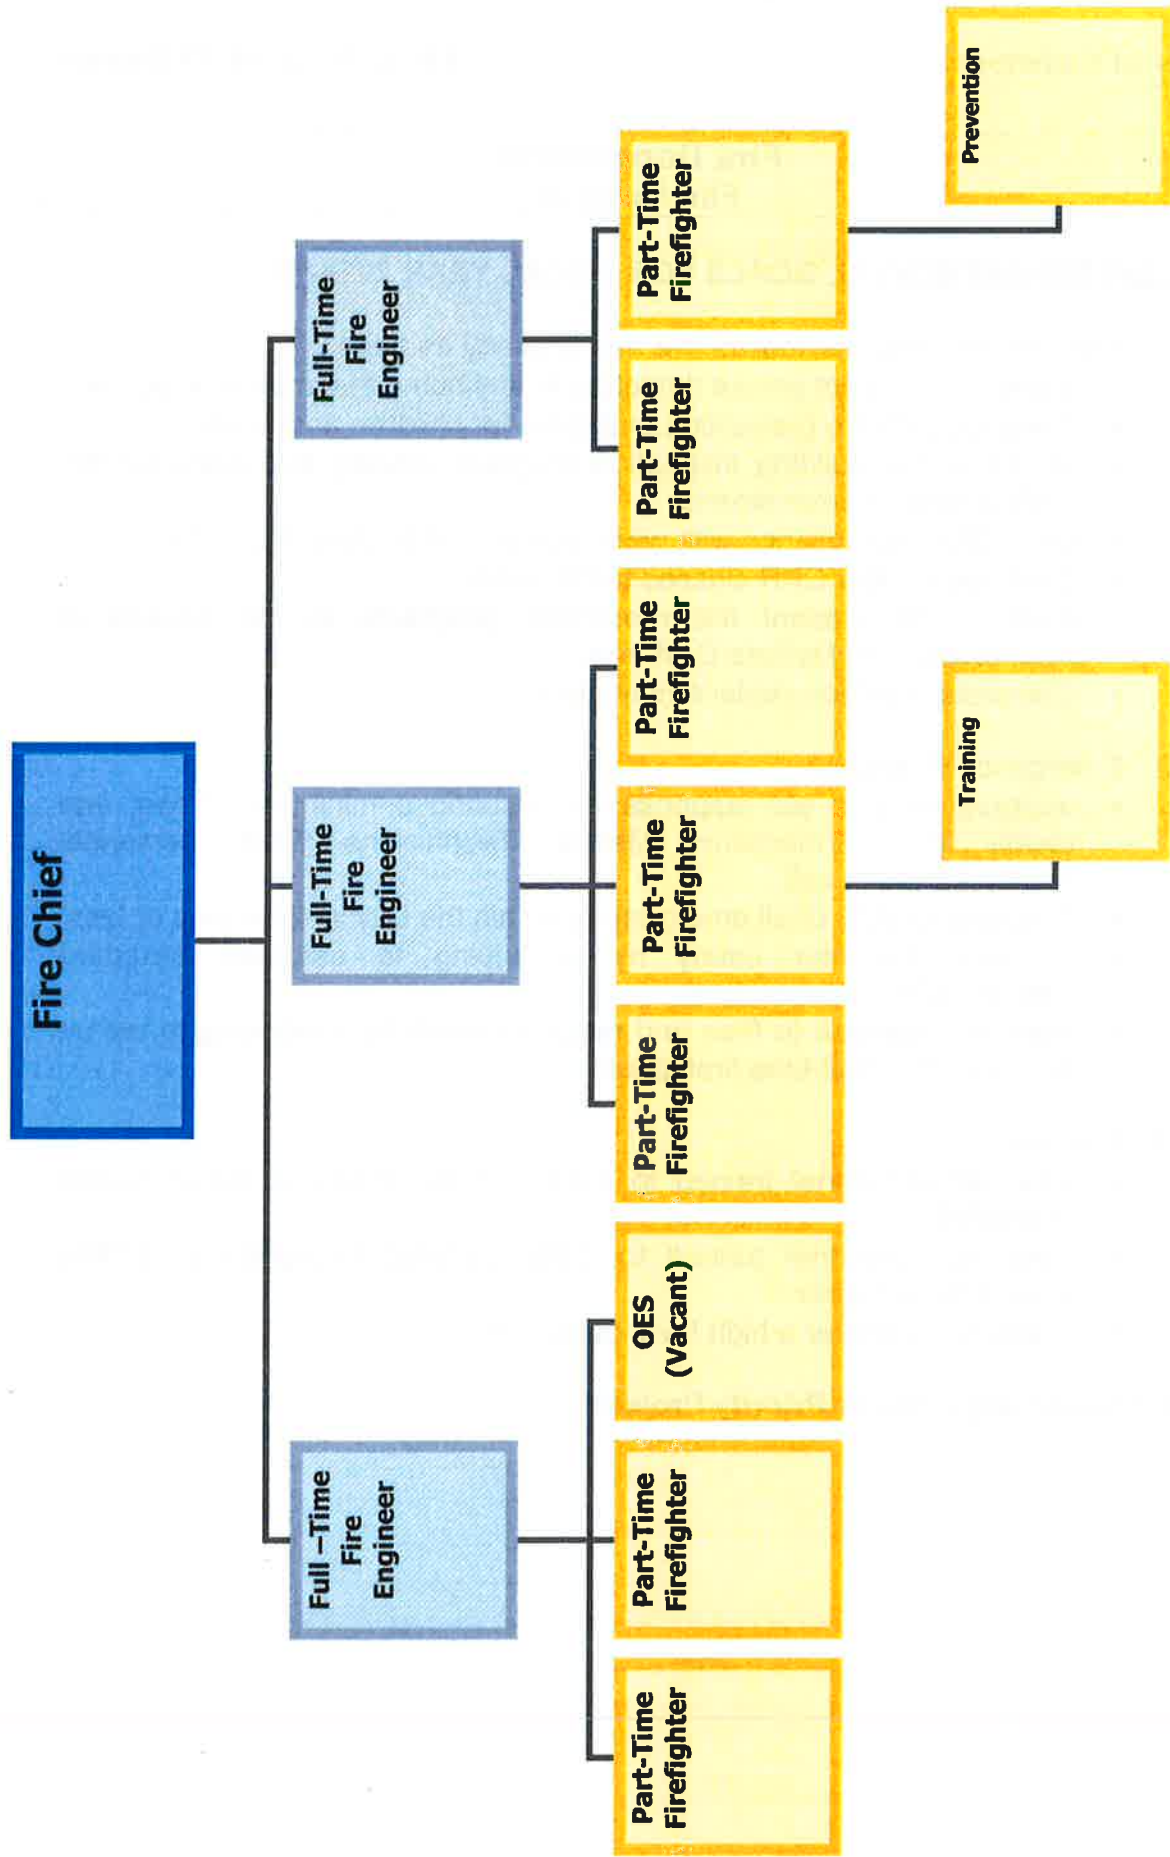 Fire Chief
Full –Time
Fire
Engineer
Full-Time
Fire
Engineer
Full-Time
Fire
Engineer
Part-Time
Firefighter
Part-Time
Firefighter
OES
(Vacant)
Part-Time
Firefighter
Part-Time
Firefighter
Part-Time
Firefighter
Part-Time
Firefighter
Part-Time
Firefighter
Training
Prevention